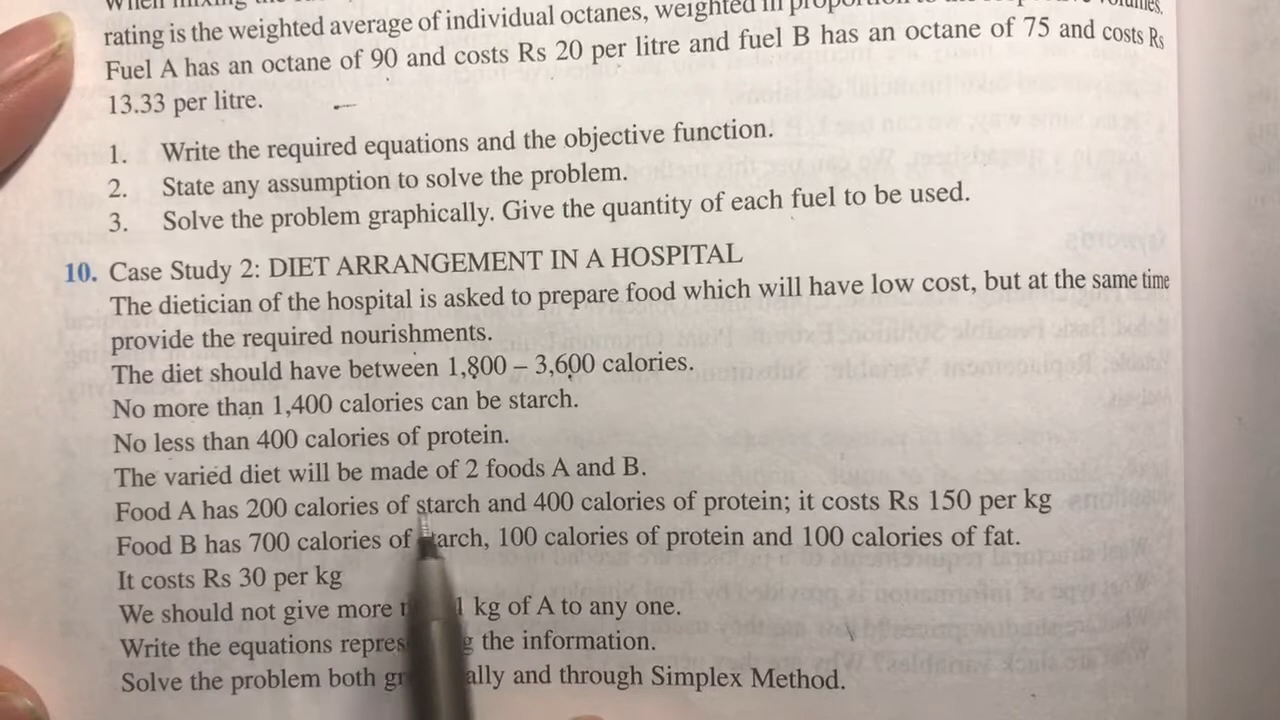 rating is the weighted average of individual octanes, weighted in
Fuel A has an octane of 90 and costs Rs 20 per litre and fuel B has an octane of 75 and costs Rs
13.33 per litre.
1. Write the required equations and the objective function.
2. State any assumption to solve the problem.
3. Solve the problem graphically. Give the quantity of each fuel to be used.
10. Case Study 2: DIET ARRANGEMENT IN A HOSPITAL
The dietician of the hospital is asked to prepare food which will have low cost, but at the same time
provide the required nourishments.
The diet should have between 1,800 – 3,600 calories.
No more than 1,400 calories can be starch.
No less than 400 calories of protein.
The varied diet will be made of 2 foods A and B.
Food A has 200 calories of starch and 400 calories of protein; it costs Rs 150 per kg
Food B has 700 calories of starch, 100 calories of protein and 100 calories of fat.
It costs Rs 30 per kg
We should not give more 1 kg of A to any one.
Write the equations the information.
Solve the problem both and through Simplex Method.